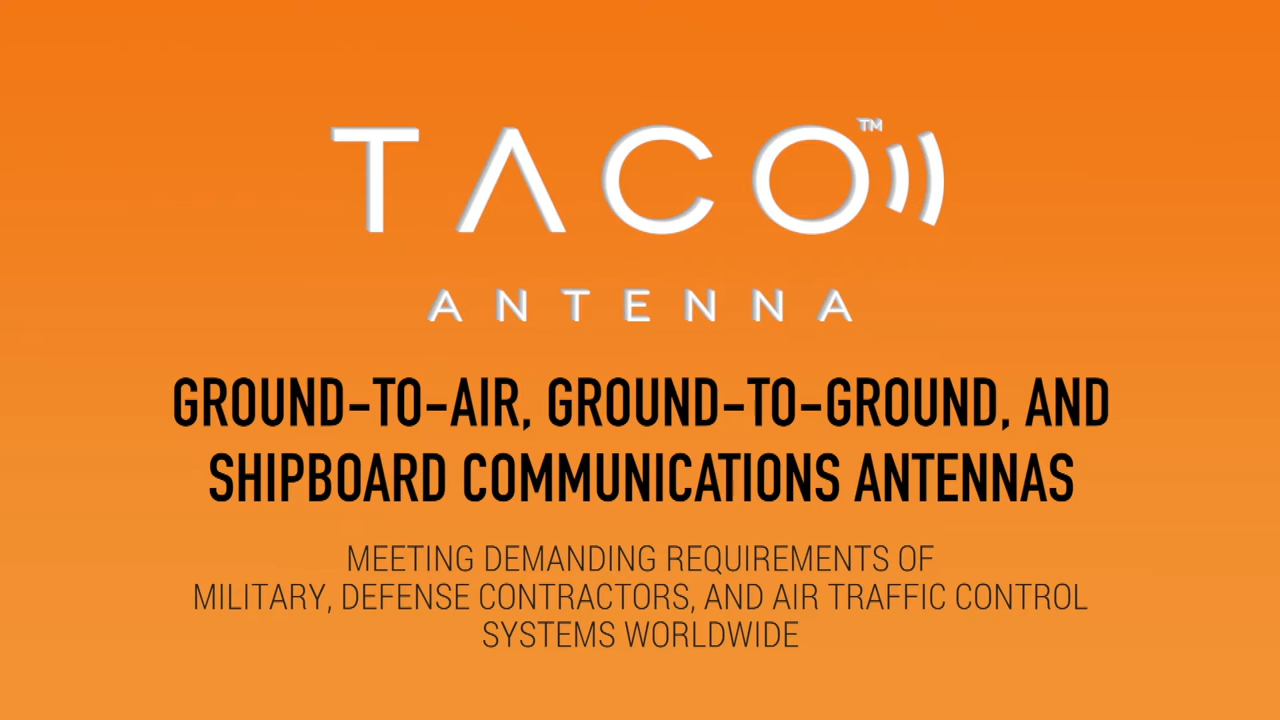 TACO™
ANTENNA
GROUND-TO-AIR, GROUND-TO-GROUND, AND
SHIPBOARD COMMUNICATIONS ANTENNAS
MEETING DEMANDING REQUIREMENTS OF
MILITARY, DEFENSE CONTRACTORS, AND AIR TRAFFIC CONTROL
SYSTEMS WORLDWIDE